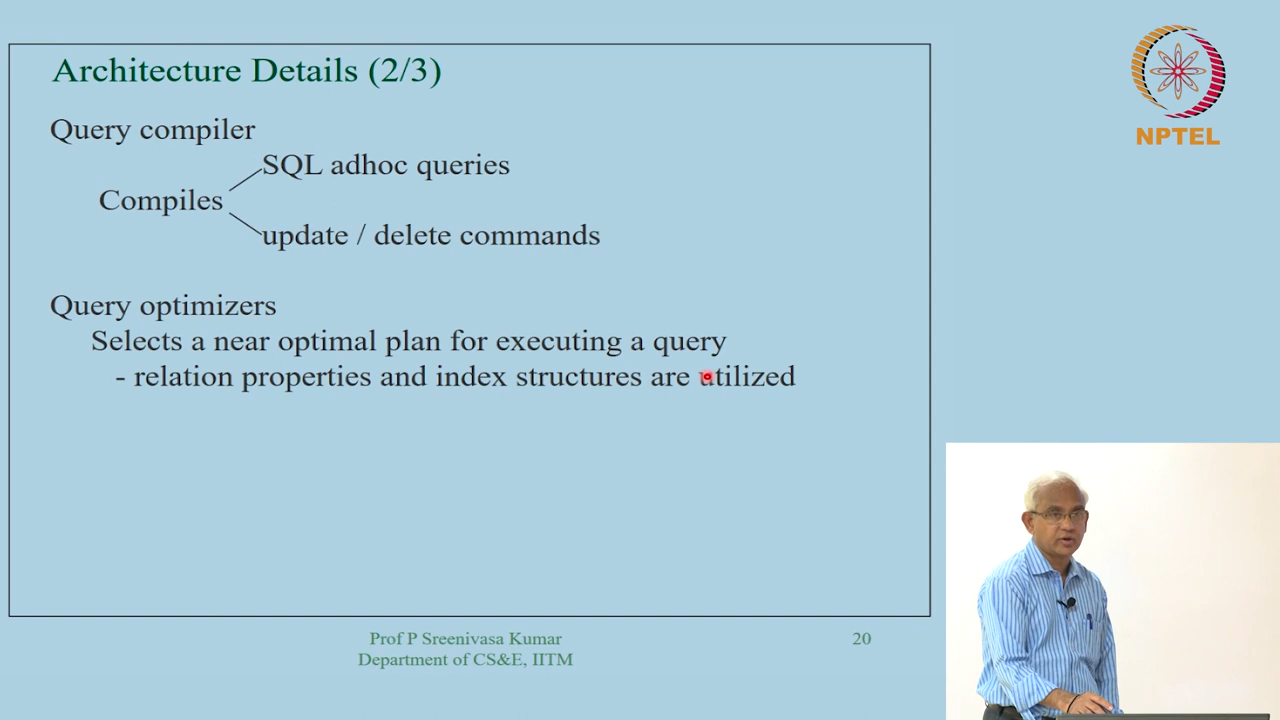 Architecture Details (2/3)
Query compiler
SQL adhoc queries
Compiles
update / delete commands
Query optimizers
Selects a near optimal plan for executing a query
- relation properties and index structures are utilized
Prof P Sreenivasa Kumar
Department of CS&E, IITM
20
NPTEL